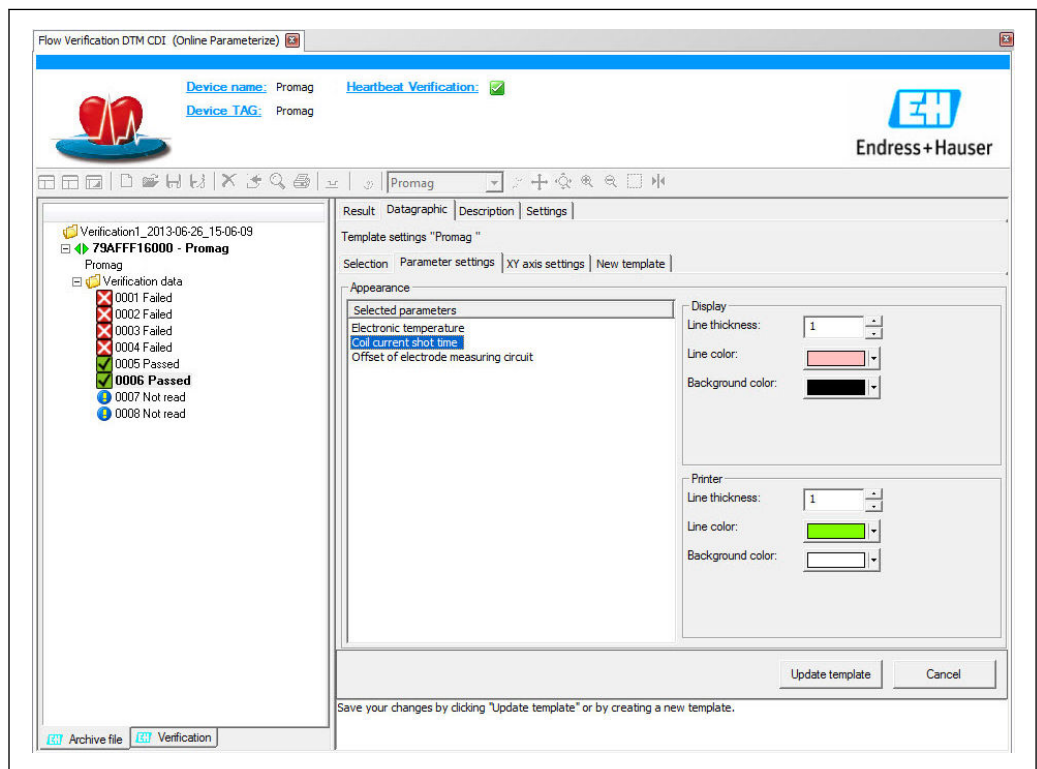 Flow Verification DTM CDI (Online Parameterize)
Device name: Promag Heartbeat Verification:
Device TAG: Promag
EH
Endress+Hauser
Promag
Verification1_2013-06-26_15-06-09
79AFFF16000 - Promag
Promag
Verification data
0001 Failed
0002 Failed
0003 Failed
0004 Failed
0005 Passed
0006 Passed
0007 Not read
0008 Not read
Archive file Verification
Result Datagraphic Description Settings
Template settings "Promag "
Selection Parameter settings XY axis settings New template
Appearance
Selected parameters
Electronic temperature
Coil current shot time
Offset of electrode measuring circuit
Display
Line thickness: 1
Line color:
Background color:
Printer
Line thickness: 1
Line color:
Background color:
Update template Cancel
Save your changes by clicking "Update template" or by creating a new template.